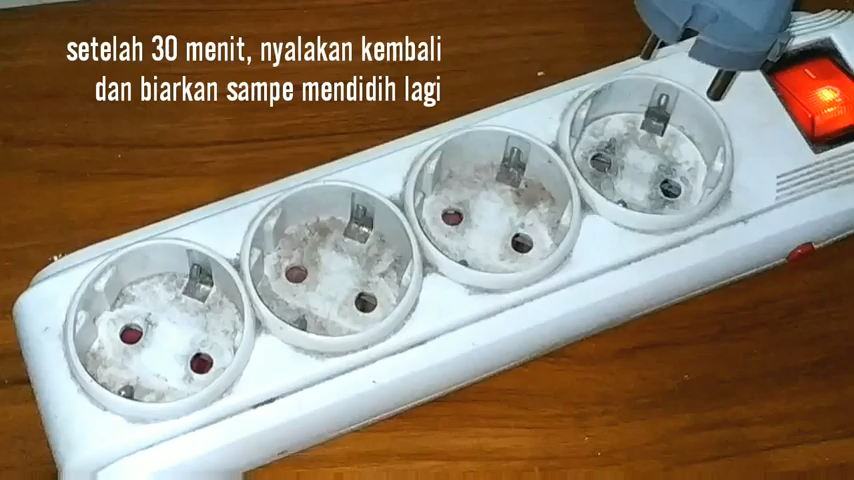 setelah 30 menit, nyalakan kembali
dan biarkan sampe mendidih lagi